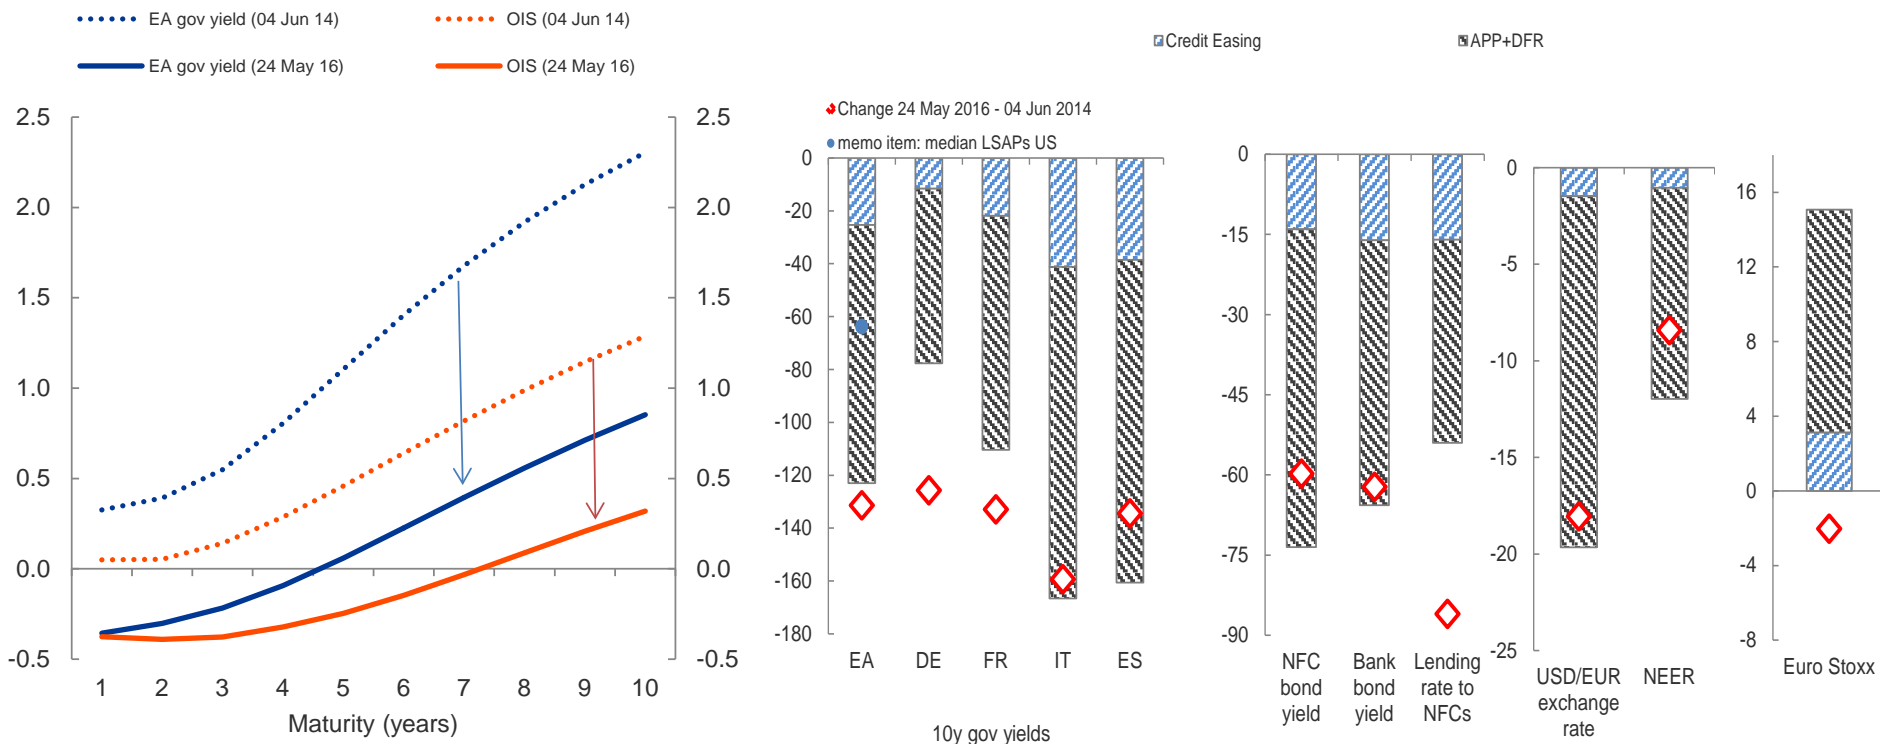 EA gov yield (04 Jun 14)
OIS (04 Jun 14)
EA gov yield (24 May 16)
OIS (24 May 16)
2.5
2.0
1.5
1.0
0.5
0.0
-0.5
2.5
2.0
1.5
1.0
0.5
0.0
-0.5
1 2 3 4 5 6 7 8 9 10
Maturity (years)
Credit Easing
APP+DFR
Change 24 May 2016 - 04 Jun 2014
memo item: median LSAPs US
0
-20
-40
-60
-80
-100
-120
-140
-160
-180
EA DE FR IT ES
10y gov yields
0
-15
-30
-45
-60
-75
-90
NFC
bond
yield
Bank
bond
yield
Lending
rate to
NFCs
0
-5
-10
-15
-20
-25
USD/EUR
exchange
rate
NEER
16
12
8
4
0
-4
-8
Euro Stoxx